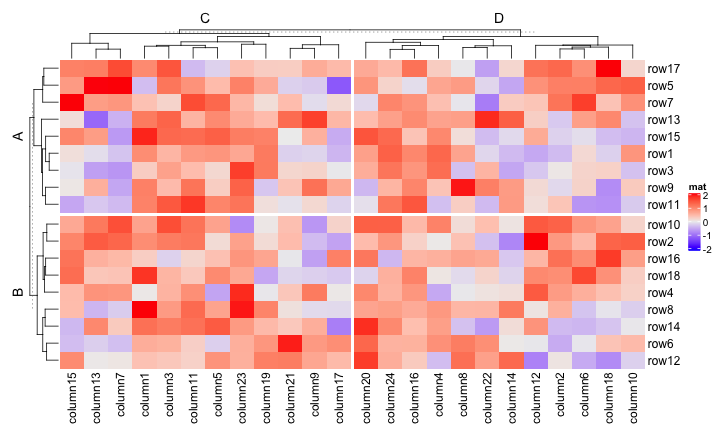 C D
row17
row5
row7
row13
row15
row1
row3
row9
row11
A
row10
row2
row16
row18
row4
row8
row14
row6
row12
B
mat
2
1
0
-1
-2
column15 column13 column7 column1 column3 column11 column5 column23 column19 column21 column9 column17 column20 column24 column16 column4 column8 column22 column14 column12 column2 column6 column18 column10